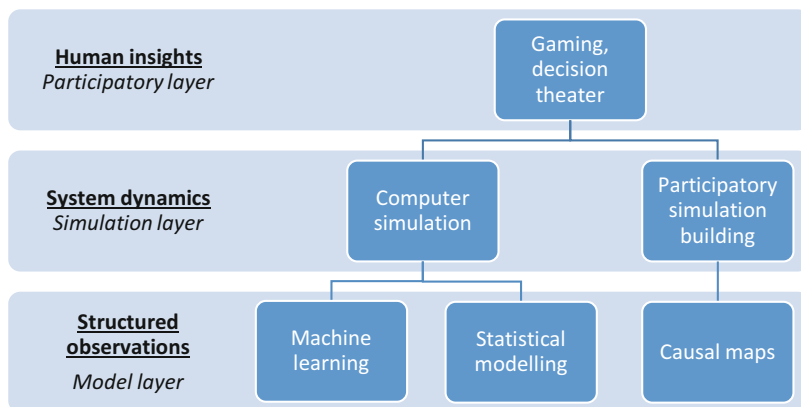 Human insights
Participatory layer
Gaming,
decision
theater
System dynamics
Simulation layer
Computer
simulation
Participatory
simulation
building
Structured
observations
Model layer
Machine
learning
Statistical
modelling
Causal maps